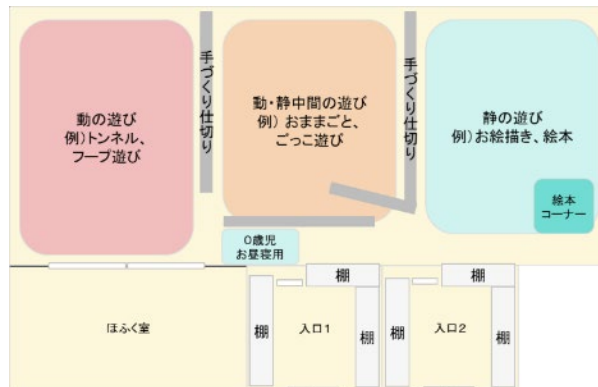 動の遊び
例)トンネル、
フープ遊び
手づくり仕切り
動・静中間の遊び
例) おままごと、
ごっこ遊び
手づくり仕切り
静の遊び
例)お絵描き、絵本
絵本
コーナー
0歳児
お昼寝用
ほふく室
棚
入口1
棚
棚
棚
入口2
棚
棚